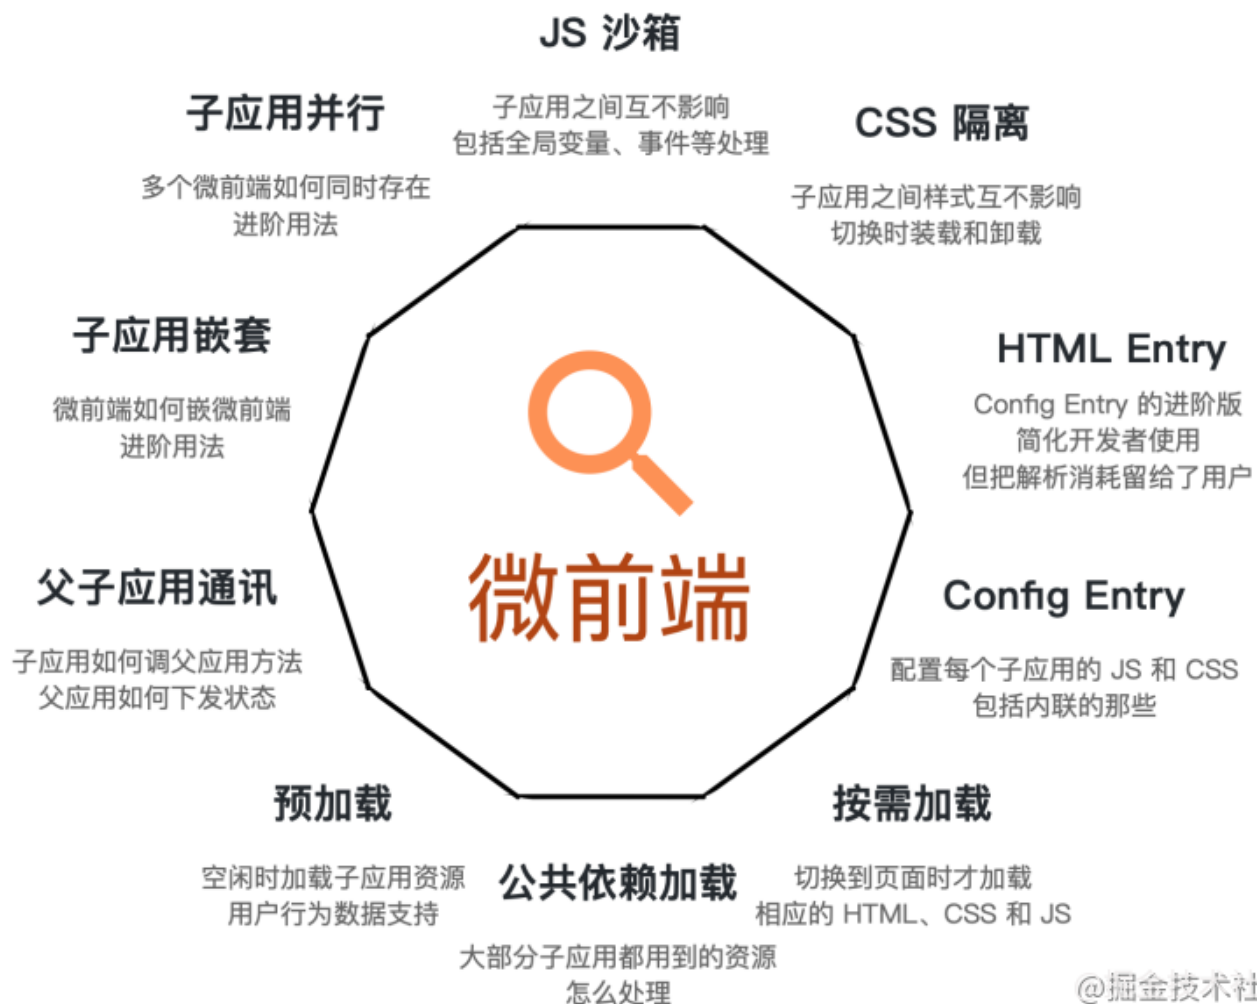 JS 沙箱
子应用之间互不影响
包括全局变量、事件等处理
CSS 隔离
子应用之间样式互不影响
切换时装载和卸载
HTML Entry
Config Entry 的进阶版
简化开发者使用
但把解析消耗留给了用户
Config Entry
配置每个子应用的 JS 和 CSS
包括内联的那些
按需加载
切换到页面时才加载
相应的 HTML、CSS 和 JS
公共依赖加载
大部分子应用都用到的资源
怎么处理
预加载
空闲时加载子应用资源
用户行为数据支持
父子应用通讯
子应用如何调父应用方法
父应用如何下发状态
子应用嵌套
微前端如何嵌微前端
进阶用法
子应用并行
多个微前端如何同时存在
进阶用法
微前端
@掘金技术社